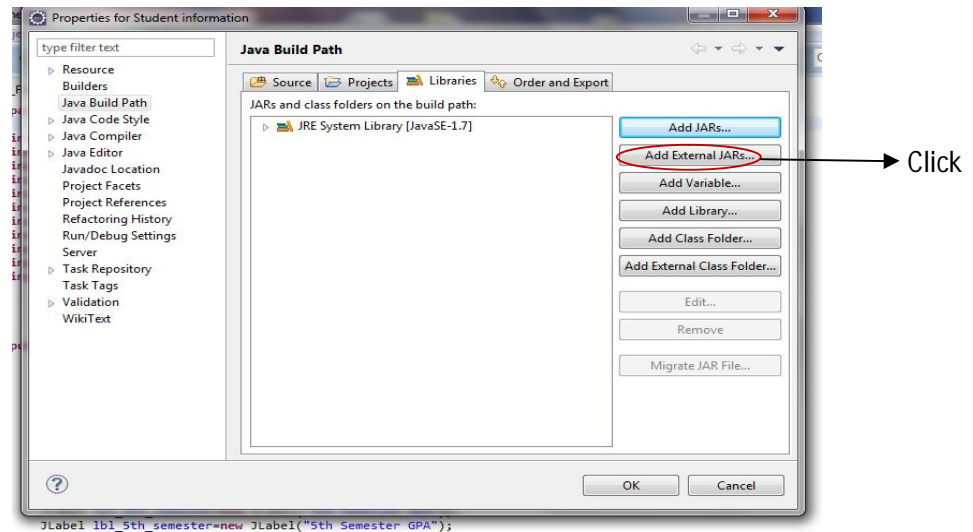 Properties for Student information
type filter text
Java Build Path
Resource
Builders
Java Build Path
Java Code Style
Java Compiler
Java Editor
Javadoc Location
Project Facets
Project References
Refactoring History
Run/Debug Settings
Server
Task Repository
Task Tags
Validation
WikiText
Source Projects Libraries Order and Export
JARs and class folders on the build path:
JRE System Library [JavaSE-1.7]
Add JARs...
Add External JARs...
Click
Add Variable...
Add Library...
Add Class Folder...
Add External Class Folder...
Edit...
Remove
Migrate JAR File...
?
OK Cancel
JLabel lbl_5th_semester=new JLabel("5th Semester GPA");